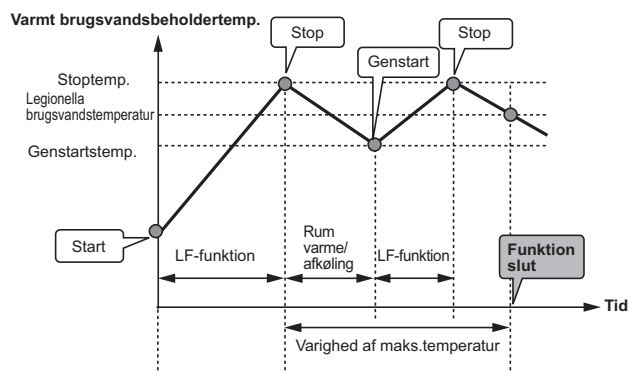 Varmt brugsvandsbeholdertemp.
Stop
Stop
Genstart
Stoptemp.
Legionella
brugsvandstemperatur
Genstartstemp.
Start
LF-funktion
Rum
varme/
afkøling
LF-funktion
Funktion
slut
Tid
Varighed af maks.temperatur